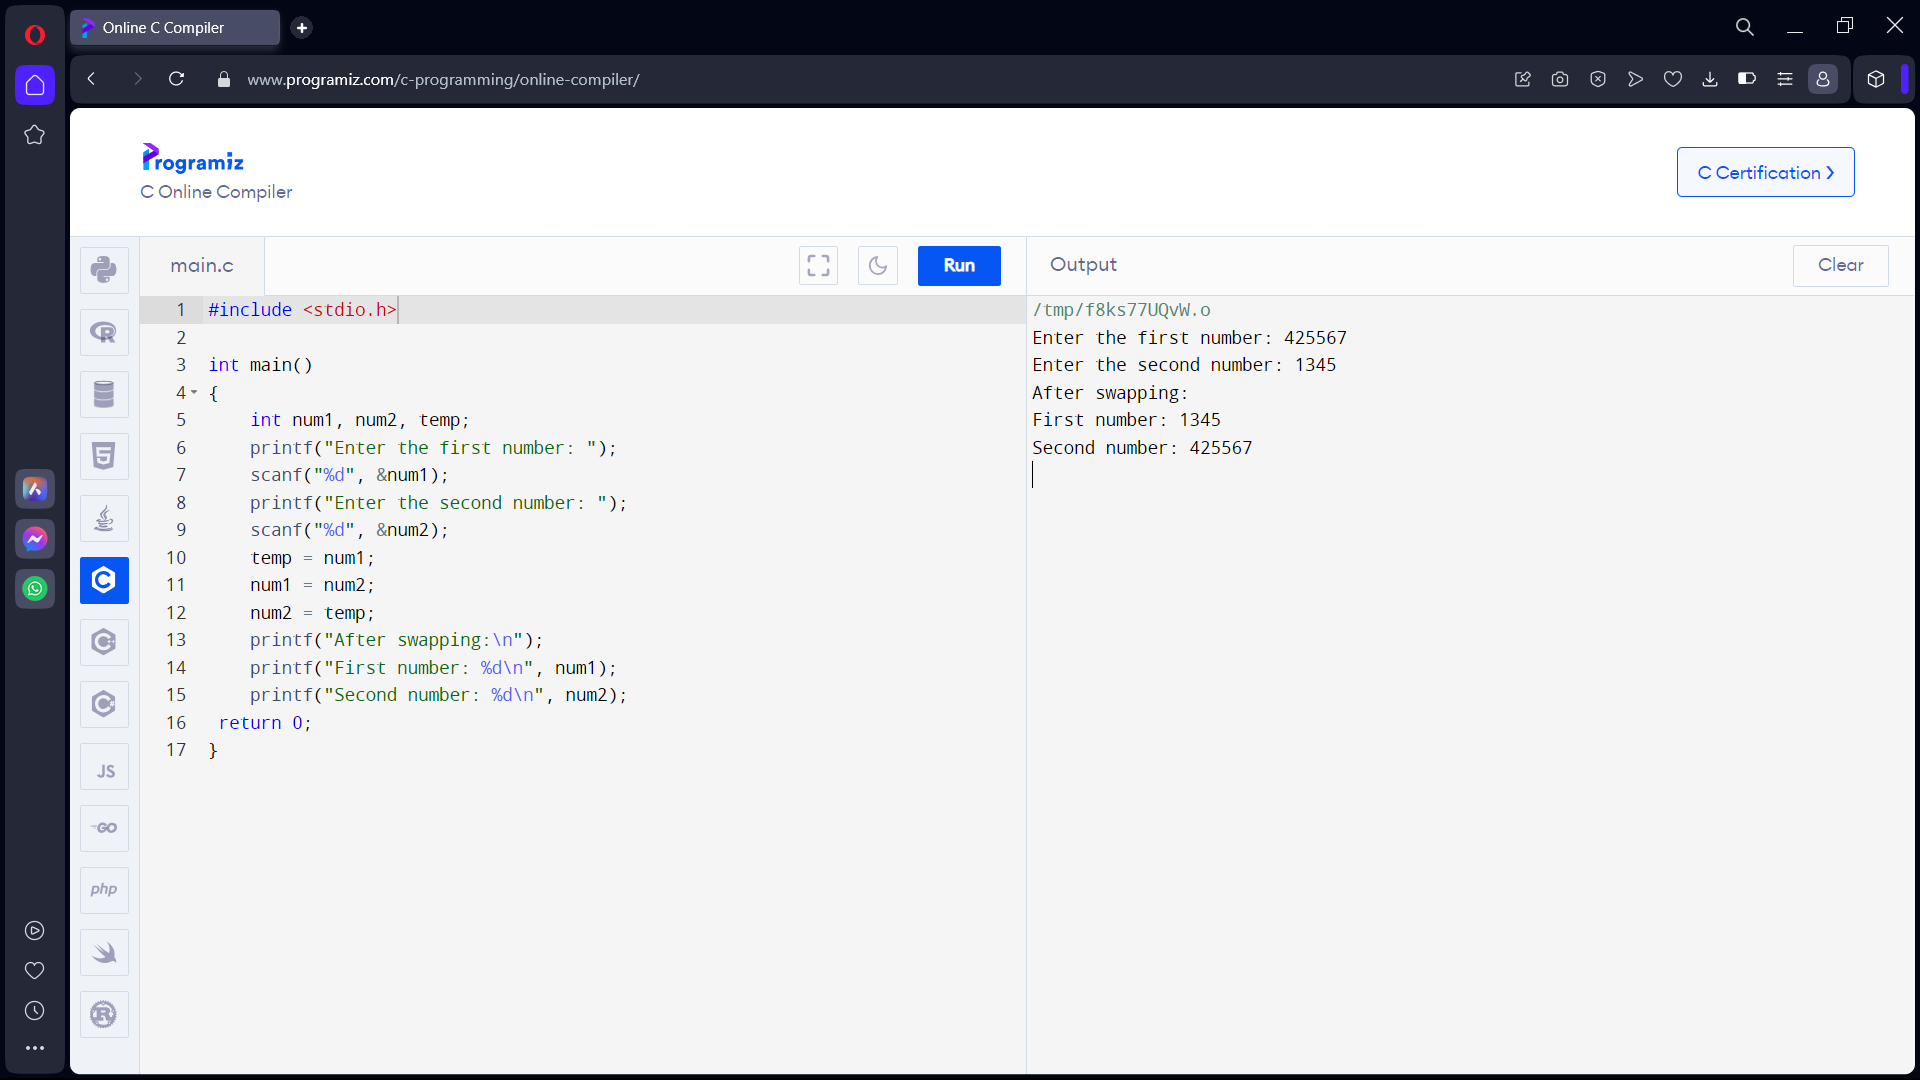 Online C Compiler
www.programiz.com/c-programming/online-compiler/
Programiz
C Online Compiler
C Certification
main.c
Run
Output
Clear
1 #include <stdio.h>
2
3 int main()
4 {
5     int num1, num2, temp;
6     printf("Enter the first number: ");
7     scanf("%d", &num1);
8     printf("Enter the second number: ");
9     scanf("%d", &num2);
10     temp = num1;
11     num1 = num2;
12     num2 = temp;
13     printf("After swapping:\n");
14     printf("First number: %d\n", num1);
15     printf("Second number: %d\n", num2);
16  return 0;
17 }
/tmp/f8ks77UQvW.o
Enter the first number: 425567
Enter the second number: 1345
After swapping:
First number: 1345
Second number: 425567
JS
GO
php